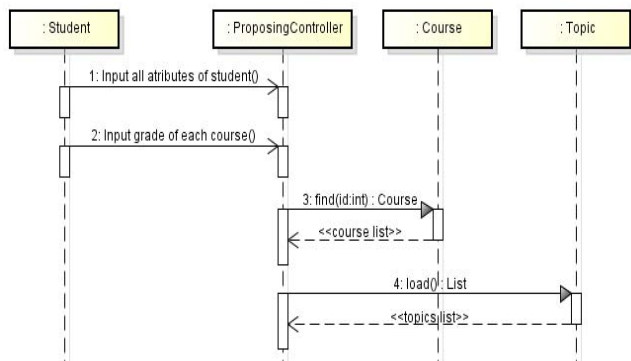 : Student
: ProposingController
: Course
: Topic
1: Input all atributes of student()
2: Input grade of each course()
3: find(id:int) : Course
<<course list>>
4: load() : List
<<topics list>>